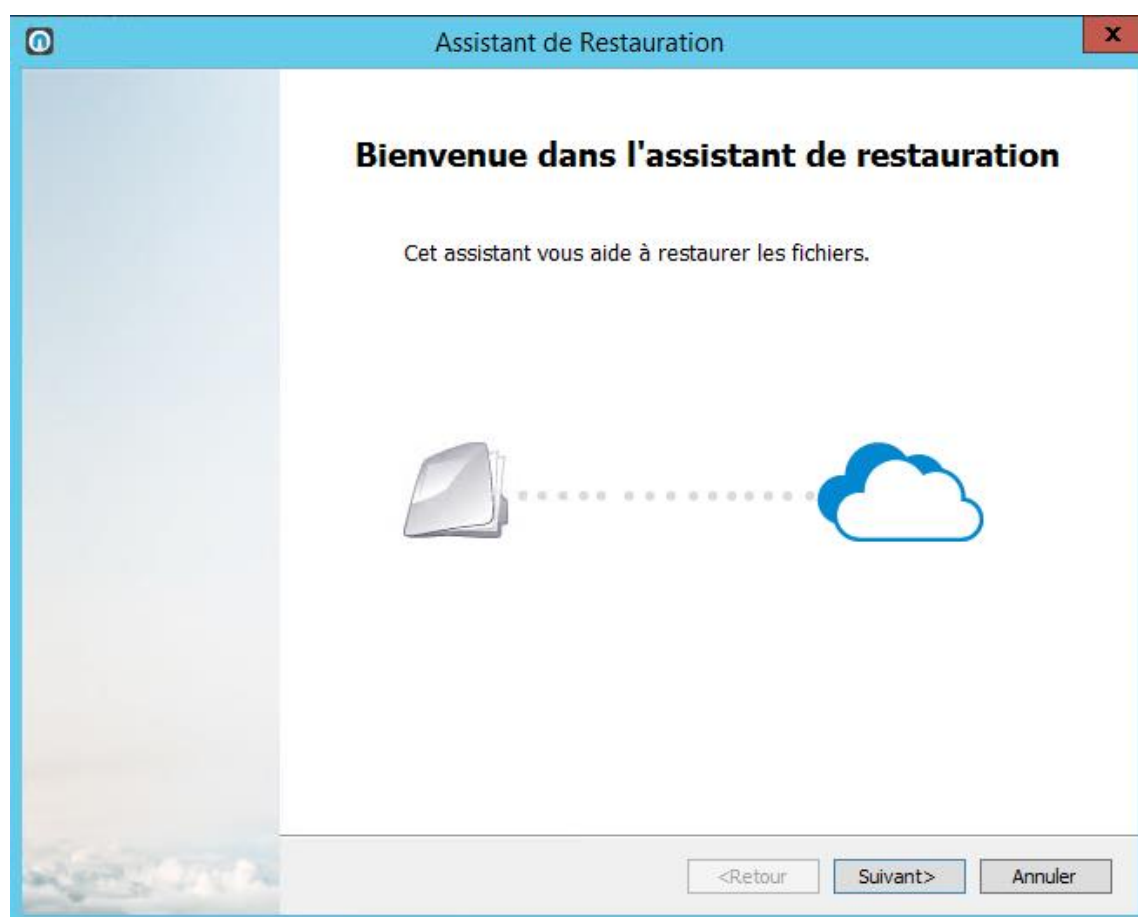 Assistant de Restauration
x
Bienvenue dans l'assistant de restauration
Cet assistant vous aide à restaurer les fichiers.
<Retour
Suivant>
Annuler